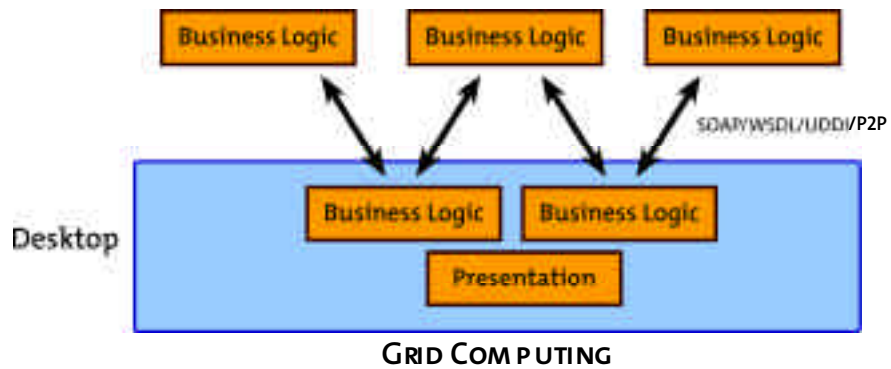 Business Logic Business Logic Business Logic
SOAP/WSDL/UDDI/P2P
Business Logic Business Logic
Desktop
Presentation
GRID COMPUTING